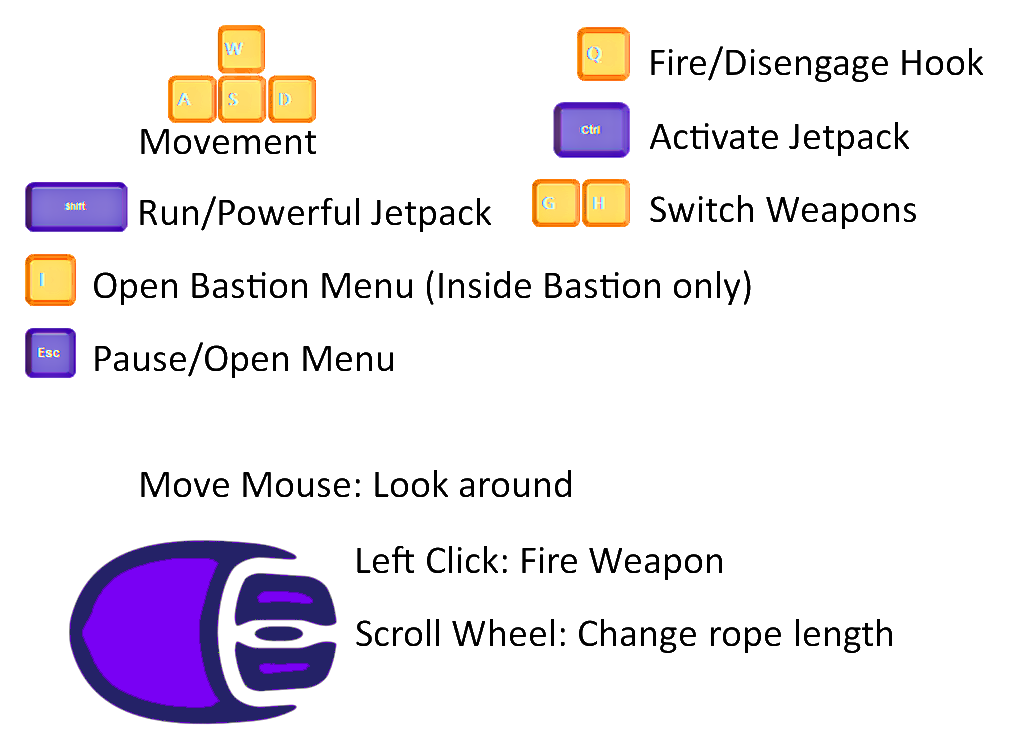 W
A S D
Movement
Shift Run/Powerful Jetpack
I Open Bastion Menu (Inside Bastion only)
Esc Pause/Open Menu
Q Fire/Disengage Hook
Ctrl Activate Jetpack
G H Switch Weapons
Move Mouse: Look around
Left Click: Fire Weapon
Scroll Wheel: Change rope length